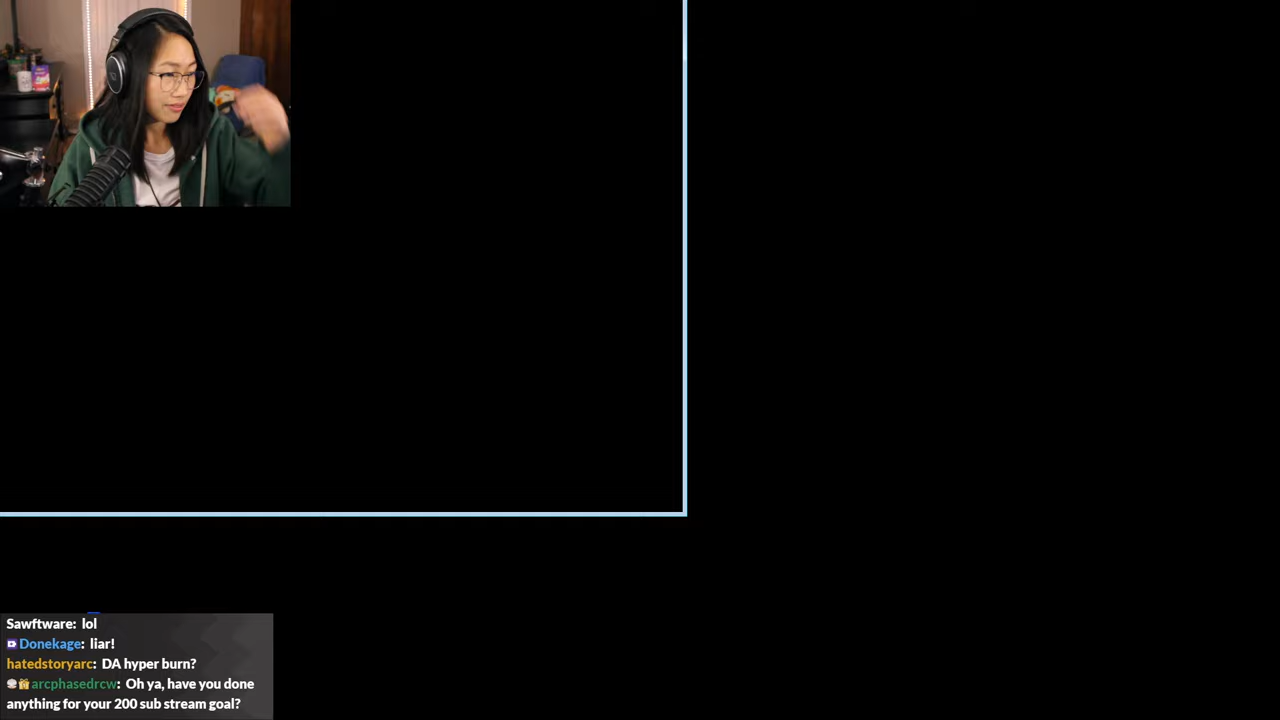 Sawftware: lol
Donekage: liar!
hatedstoryarc: DA hyper burn?
arcphasedrcw: Oh ya, have you done
anything for your 200 sub stream goal?